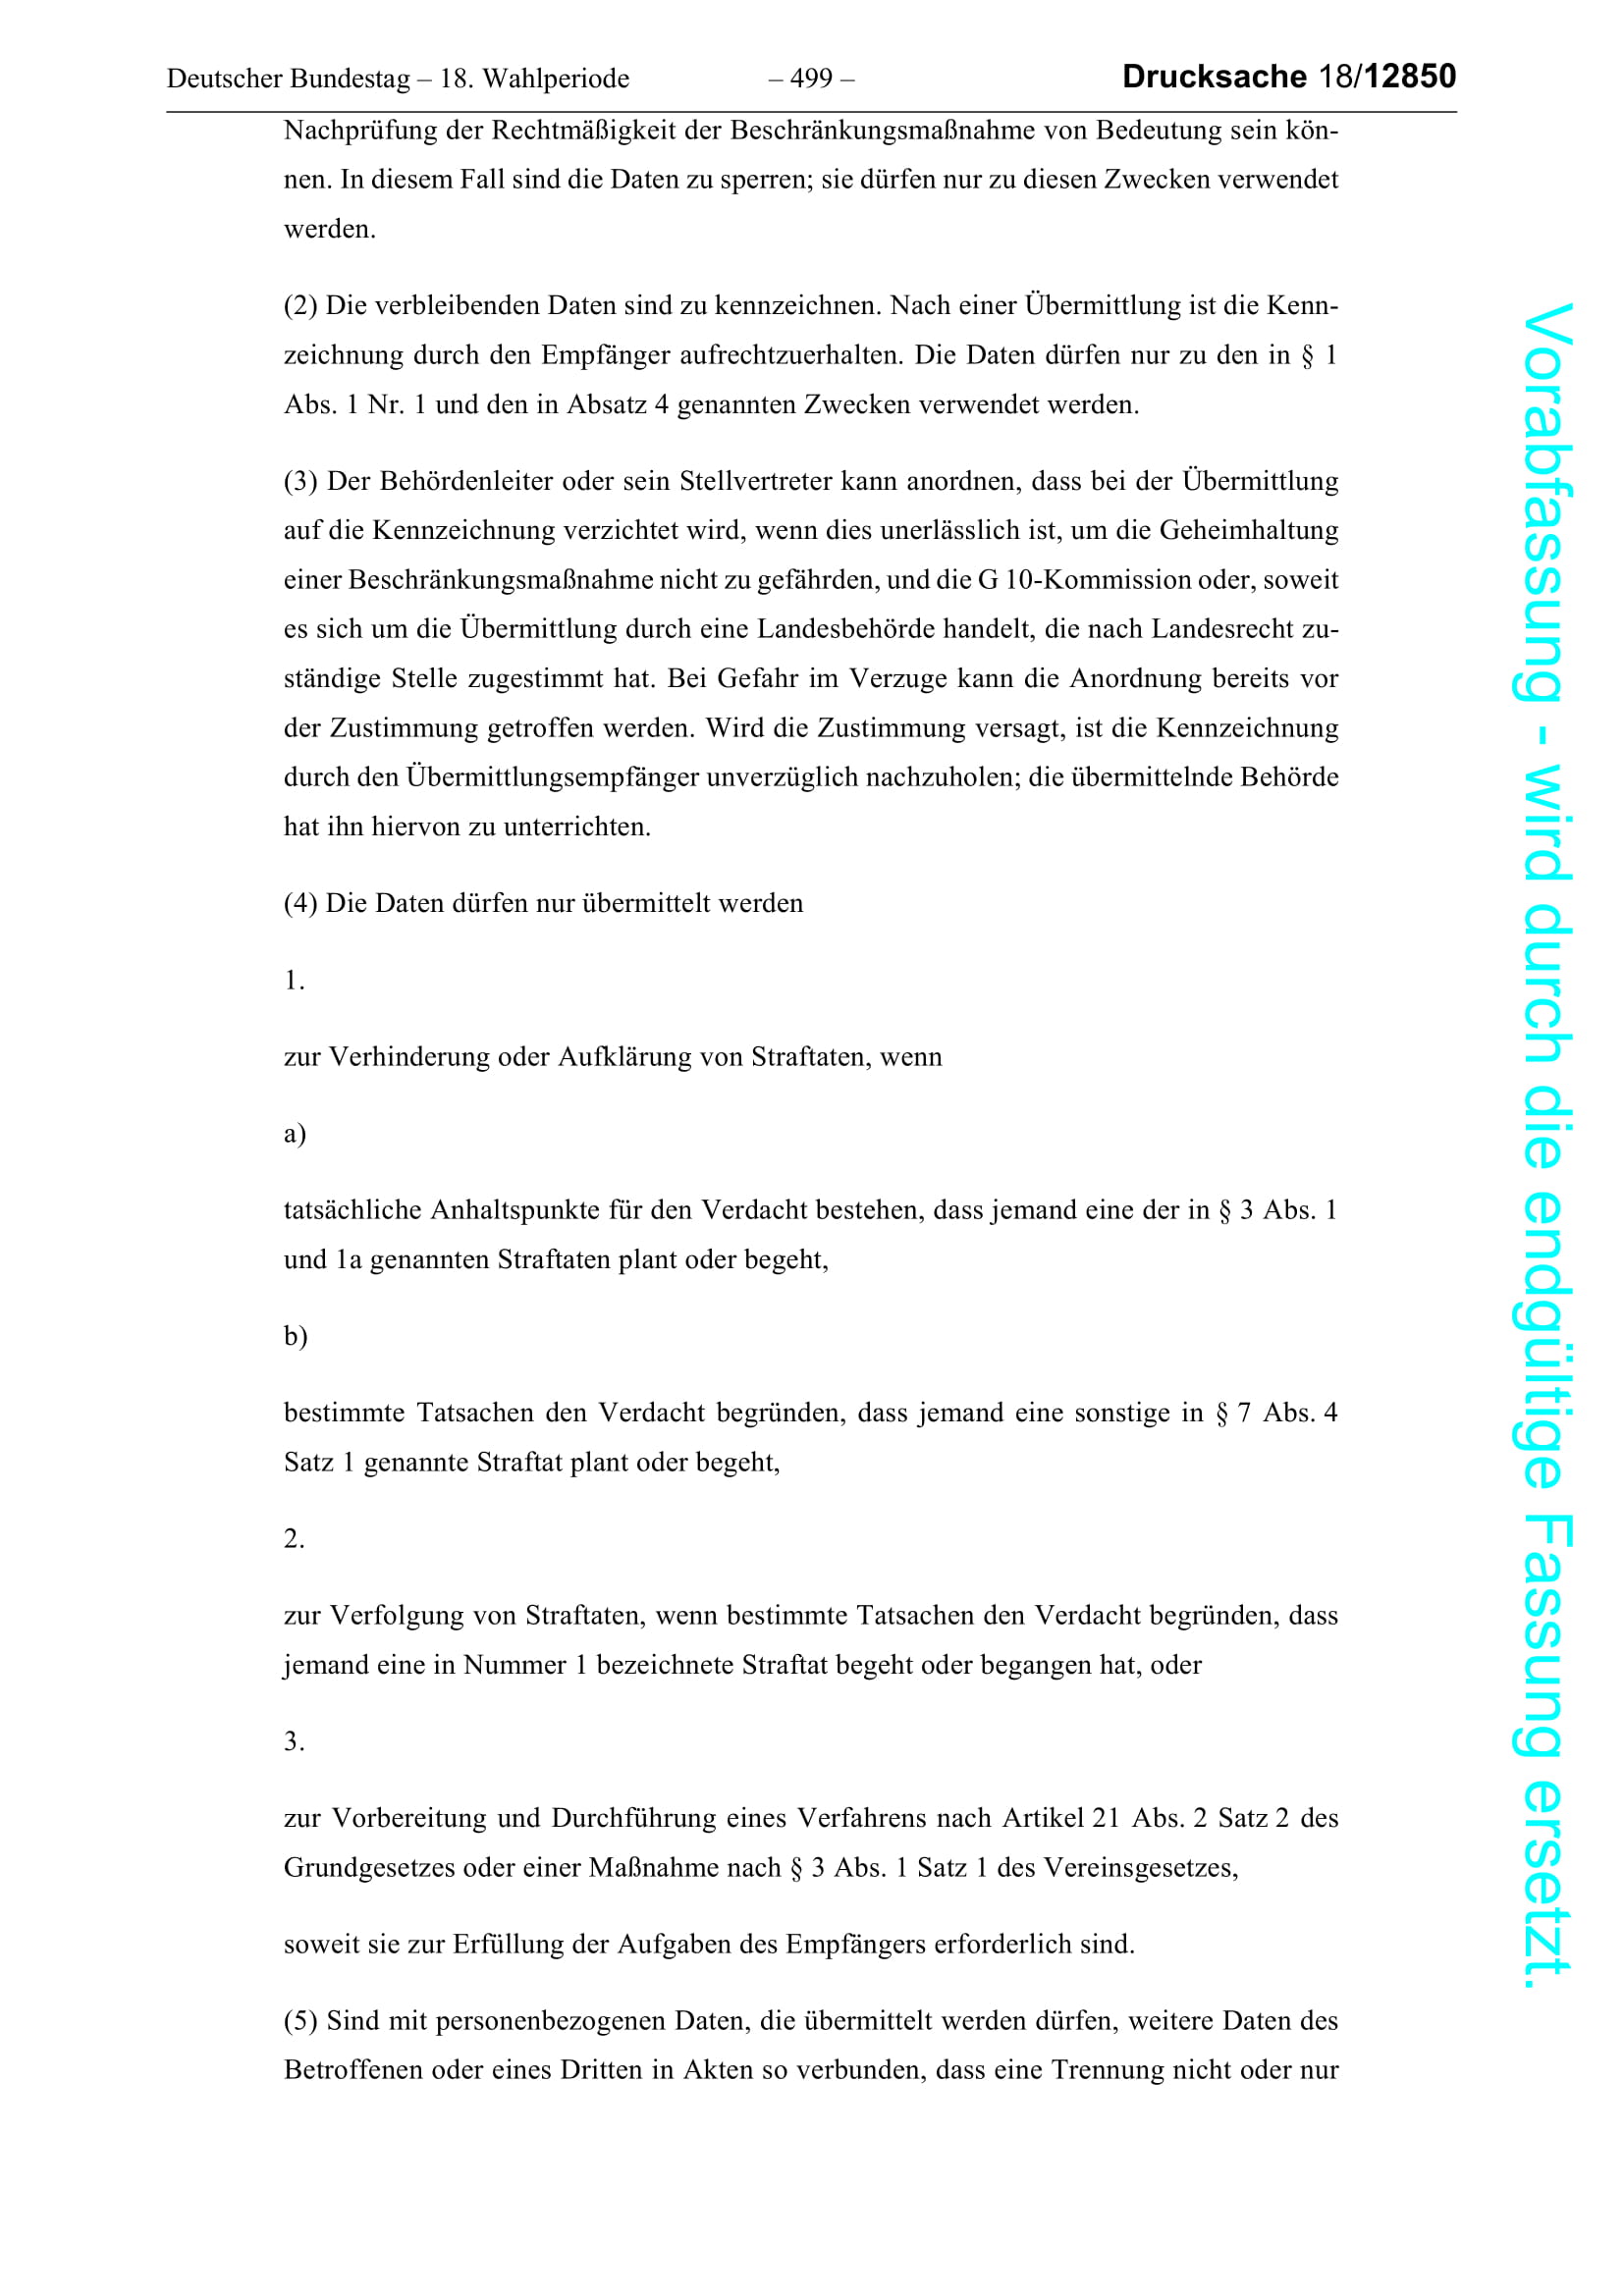 Deutscher Bundestag – 18. Wahlperiode – 499 – Drucksache 18/12850
Nachprüfung der Rechtmäßigkeit der Beschränkungsmaßnahme von Bedeutung sein kön-
nen. In diesem Fall sind die Daten zu sperren; sie dürfen nur zu diesen Zwecken verwendet
werden.
(2) Die verbleibenden Daten sind zu kennzeichnen. Nach einer Übermittlung ist die Kenn-
zeichnung durch den Empfänger aufrechtzuerhalten. Die Daten dürfen nur zu den in § 1
Abs. 1 Nr. 1 und den in Absatz 4 genannten Zwecken verwendet werden.
(3) Der Behördenleiter oder sein Stellvertreter kann anordnen, dass bei der Übermittlung
auf die Kennzeichnung verzichtet wird, wenn dies unerlässlich ist, um die Geheimhaltung
einer Beschränkungsmaßnahme nicht zu gefährden, und die G 10-Kommission oder, soweit
es sich um die Übermittlung durch eine Landesbehörde handelt, die nach Landesrecht zu-
ständige Stelle zugestimmt hat. Bei Gefahr im Verzuge kann die Anordnung bereits vor
der Zustimmung getroffen werden. Wird die Zustimmung versagt, ist die Kennzeichnung
durch den Übermittlungsempfänger unverzüglich nachzuholen; die übermittelnde Behörde
hat ihn hiervon zu unterrichten.
(4) Die Daten dürfen nur übermittelt werden
1.
zur Verhinderung oder Aufklärung von Straftaten, wenn
a)
tatsächliche Anhaltspunkte für den Verdacht bestehen, dass jemand eine der in § 3 Abs. 1
und 1a genannten Straftaten plant oder begeht,
b)
bestimmte Tatsachen den Verdacht begründen, dass jemand eine sonstige in § 7 Abs. 4
Satz 1 genannte Straftat plant oder begeht,
2.
zur Verfolgung von Straftaten, wenn bestimmte Tatsachen den Verdacht begründen, dass
jemand eine in Nummer 1 bezeichnete Straftat begeht oder begangen hat, oder
3.
zur Vorbereitung und Durchführung eines Verfahrens nach Artikel 21 Abs. 2 Satz 2 des
Grundgesetzes oder einer Maßnahme nach § 3 Abs. 1 Satz 1 des Vereinsgesetzes,
soweit sie zur Erfüllung der Aufgaben des Empfängers erforderlich sind.
(5) Sind mit personenbezogenen Daten, die übermittelt werden dürfen, weitere Daten des
Betroffenen oder eines Dritten in Akten so verbunden, dass eine Trennung nicht oder nur
Vorabfassung - wird durch die endgültige Fassung ersetzt.